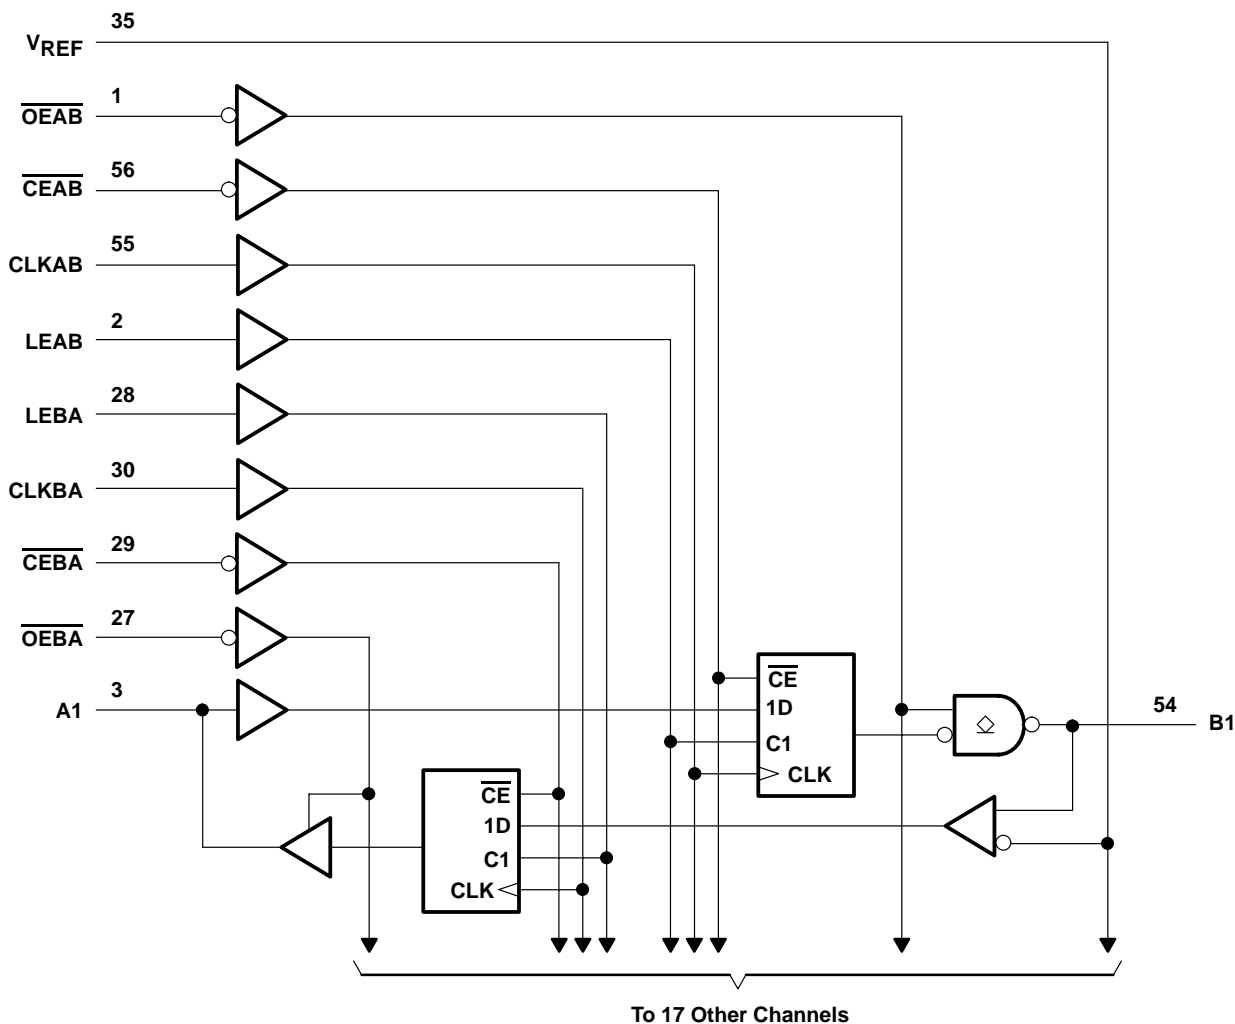 35
VREF
1
OEAB
56
CEAB
55
CLKAB
2
LEAB
28
LEBA
30
CLKBA
29
CEBA
27
OEBA
3
A1
CE
1D
C1
CLK
54
B1
CE
1D
C1
CLK
To 17 Other Channels